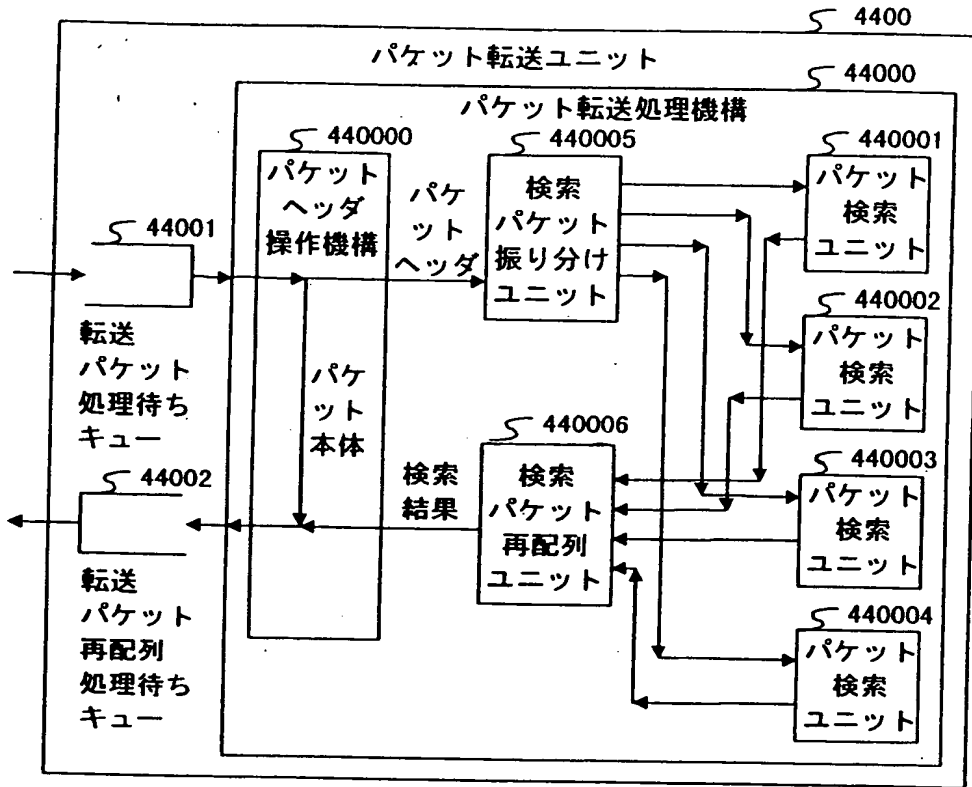 4400
パケット転送ユニット
44000
パケット転送処理機構
440000
パケット
ヘッダ
操作機構
パケ
ット
ヘッダ
440005
検索
パケット
振り分け
ユニット
440001
パケット
検索
ユニット
44001
転送
パケット
処理待ち
キュー
パケ
ット
本体
440002
パケット
検索
ユニット
440006
検索
パケット
再配列
ユニット
検索
結果
440003
パケット
検索
ユニット
44002
転送
パケット
再配列
処理待ち
キュー
440004
パケット
検索
ユニット